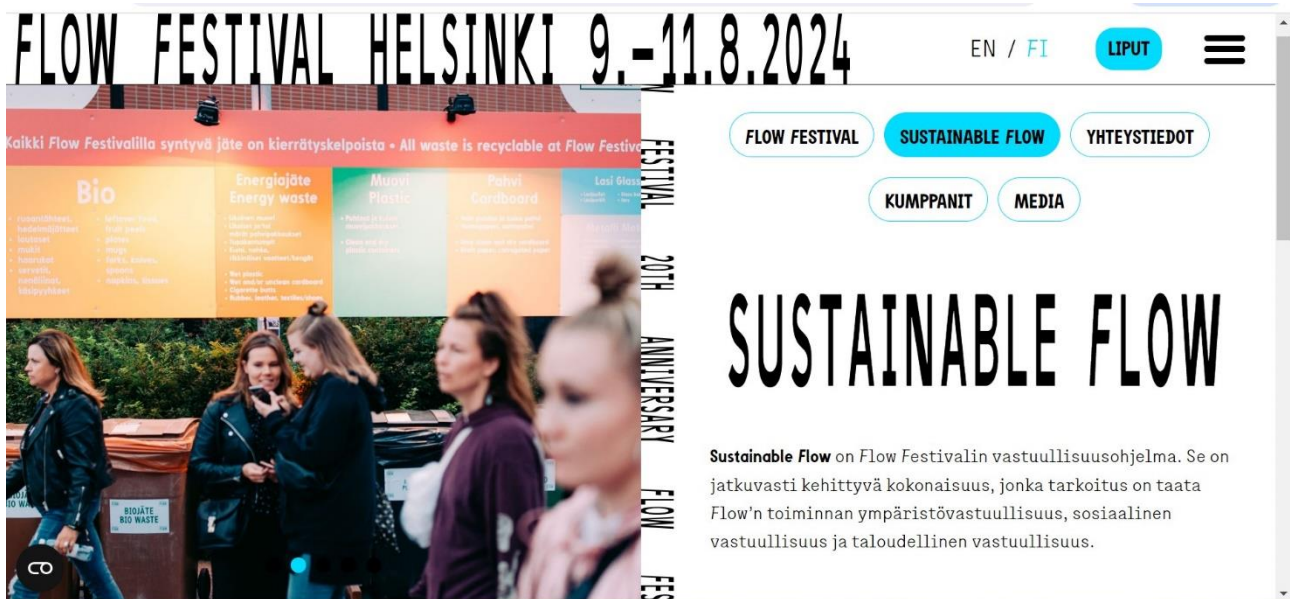 FLOW FESTIVAL HELSINKI 9.–11.8.2024
EN / FI
LIPUT
FLOW FESTIVAL
SUSTAINABLE FLOW
YHTEYSTIEDOT
KUMPPANIT
MEDIA
Kaikki Flow Festivalilla syntyvä jäte on kierrätyskelpoista • All waste is recyclable at Flow
Bio
Energiajäte
Energy waste
Muovi
Plastic
Pahvi
Cardboard
Lasi Glass
BIOJÄTE
BIO WASTE
FESTIVAL 20TH ANNIVERSARY FLOW
SUSTAINABLE FLOW
Sustainable Flow on Flow Festivalin vastuullisuusohjelma. Se on
jatkuvasti kehittyvä kokonaisuus, jonka tarkoitus on taata
Flow'n toiminnan ympäristövastuullisuus, sosiaalinen
vastuullisuus ja taloudellinen vastuullisuus.